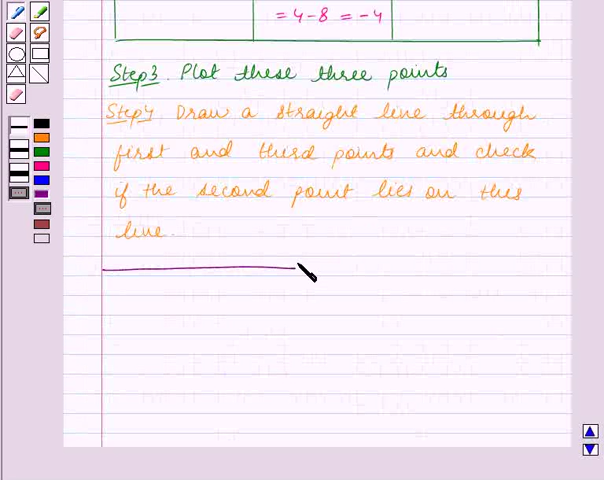 = 4-8 = -4
Step3. Plot these three points
Step4. Draw a straight line through
first and third points and check
if the second point lies on this
line.